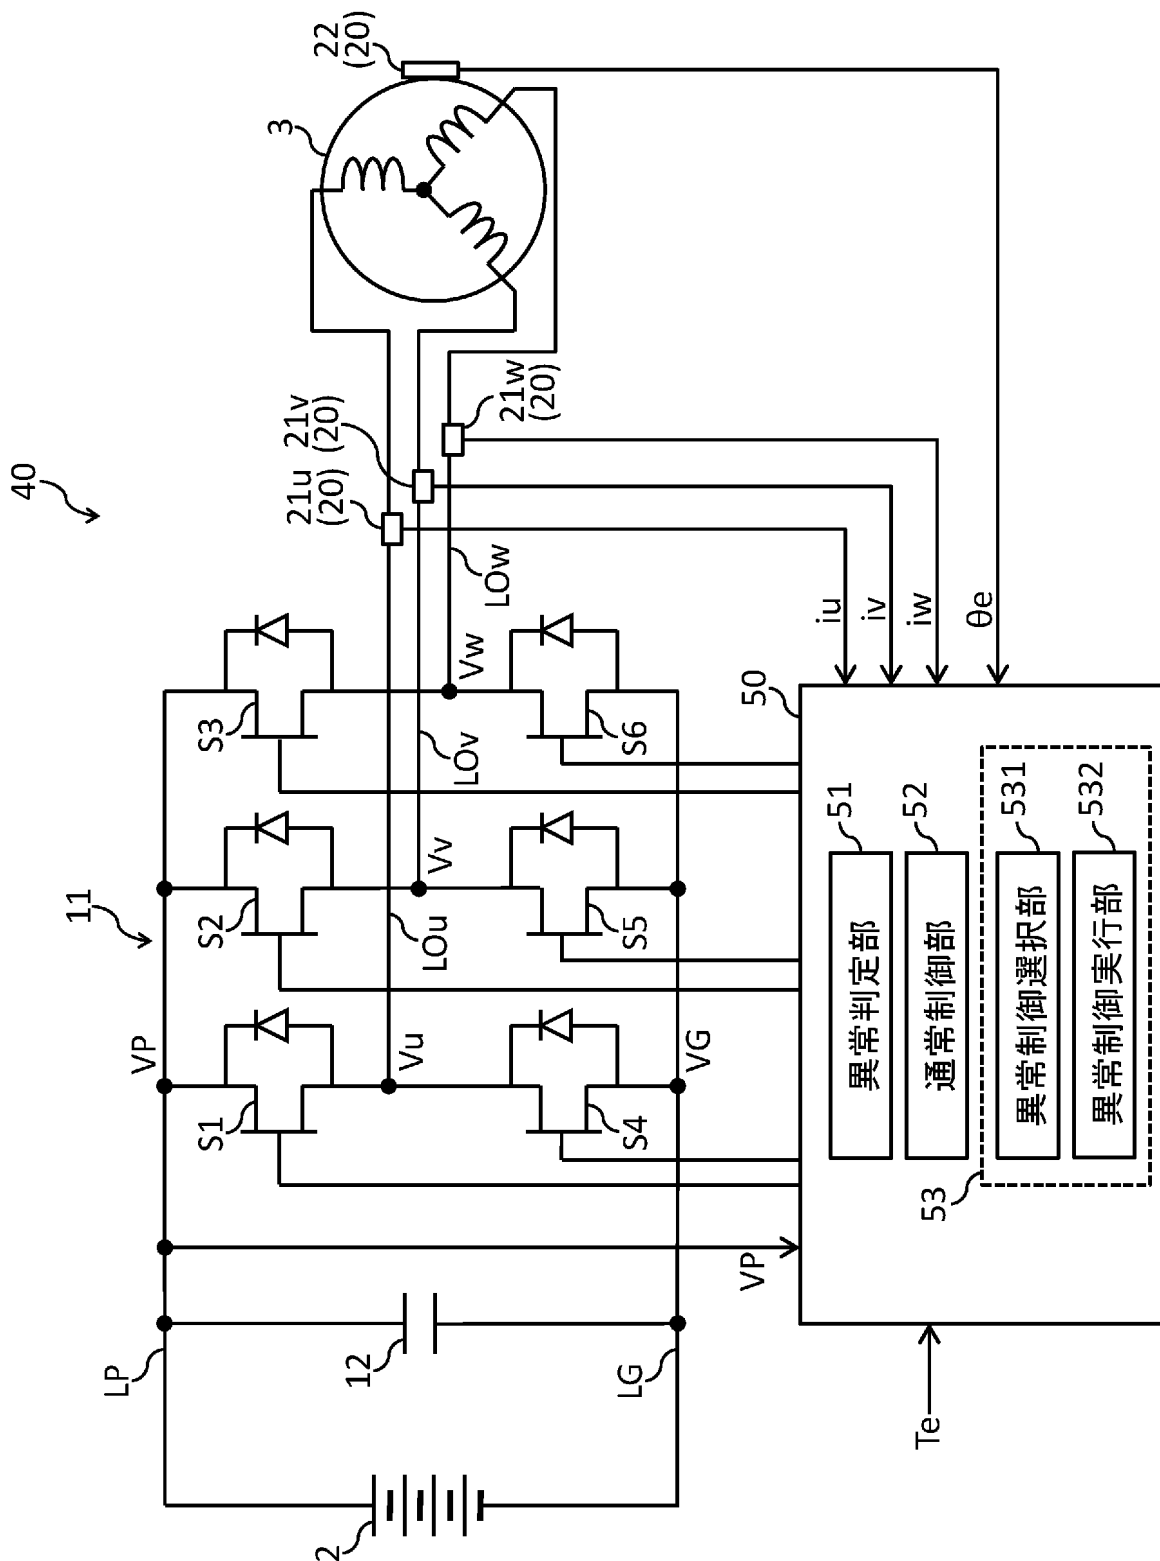 40
11
2
LP
12
LG
VP
VP
VG
S1
S2
S3
S4
S5
S6
Vu
Vv
Vw
LOu
LOv
LOw
21u
(20)
21v
(20)
21w
(20)
3
22
(20)
iu
iv
iw
θe
Te
50
異常判定部
51
通常制御部
52
53
異常制御選択部
531
異常制御実行部
532